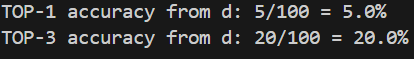 TOP-1 accuracy from d: 5/100 = 5.0%
TOP-3 accuracy from d: 20/100 = 20.0%